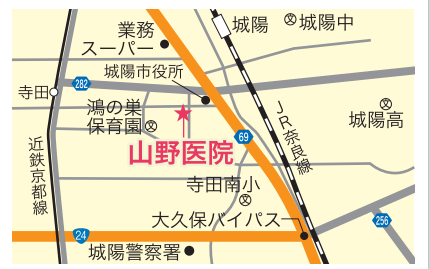 業務
スーパー
城陽
城陽中
城陽市役所
282
寺田
鴻の巣
保育園
城陽高
69
JR奈良線
山野医院
近鉄京都線
寺田南小
大久保バイパス
256
24
城陽警察署